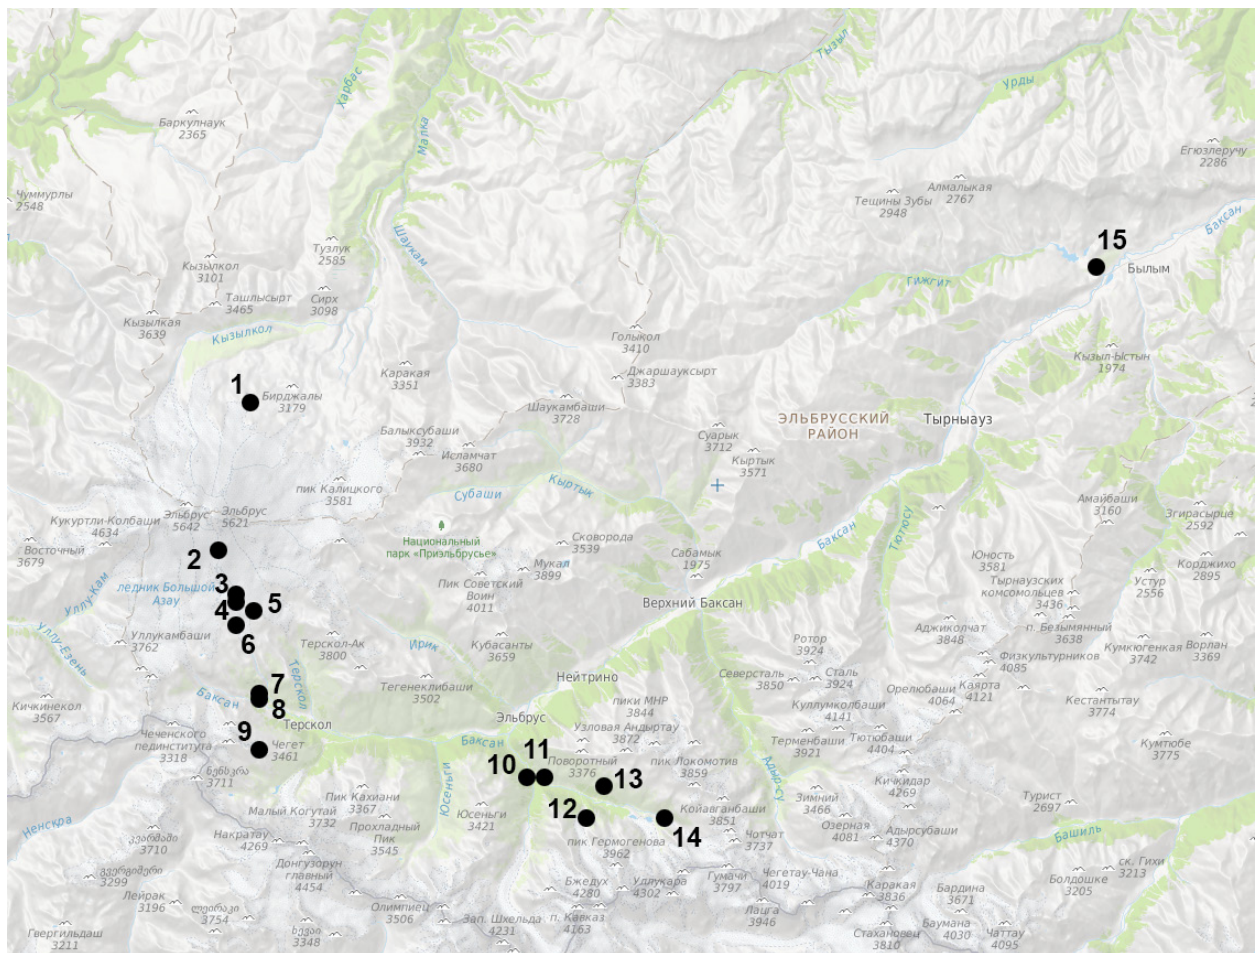 Харбас
Малка
Тызыл
Урды
Баркулнаук
2365
Егюзлеручу
2286
Чуммурлы
2548
Алмалыкая
2767
Тещины Зубы
2948
Баксан
Шаукам
Тузлук
2585
Кызылкол
3101
15
Былым
Гижгит
Ташлысырт
3465
Сирх
3098
Кызылкая
3639
Кызылкол
Голыкол
3410
Кызыл-Ыстын
1974
Каракая
3351
Джаршауксырт
3383
1
Бирджалы
3179
Шаукамбаши
3728
ЭЛЬБРУССКИЙ
РАЙОН
Тырныауз
Балыксубаши
3932
Суарык
3712
Исламчат
3680
Кыртык
3571
пик Калицкого
3581
Субаши
Кыртык
Амайбаши
3160
Згирасырце
2592
Эльбрус
5642
Эльбрус
5621
Кукуртли-Колбаши
4634
Баксан
Тютюсу
Национальный
парк «Приэльбрусье»
Сковорода
3539
Восточный
3679
2
Сабамык
1975
Мукал
3899
Юность
3581
Корджихо
2895
Уллу-Кам
ледник Большой
Азау
3
4
5
6
Пик Советский
Воин
4011
Верхний Баксан
Тырныаузских
комсомольцев
3436
Устур
2556
Уллу-Езень
Уллукамбаши
3762
Терскол-Ак
3800
Ирик
Кубасанты
3659
Аджиколчат
3848
п. Безымянный
3638
Ротор
3924
Физкультурников
4085
Кумкюгенкая
3742
Ворлан
3369
Терскол
7
8
Тегенеклибаши
3502
Нейтрино
Северсталь
3850
Сталь
3924
Орелюбаши
4064
Каярта
4121
Кестантытау
3774
Кичкинекол
3567
Баксан
Терскол
Эльбрус
пики МНР
3844
Куллумколбаши
4141
Чеченского
пединститута
3318
9
Чегет
3461
Баксан
Узловая Андыртау
3872
Терменбаши
3921
Тютюбаши
4404
Кумтюбе
3775
3711
10
11
Поворотный
3376
13
пик Локомотив
3859
Адыр-су
Кичкидар
4269
Юсеньги
Пик Кахиани
3367
Малый Когутай
3732
Юсеньги
3421
12
14
Койавганбаши
3851
Зимний
3466
Турист
2697
Ненскра
3710
Накратау
4269
Прохладный
Пик
3545
пик Гермогенова
3962
Чотчат
3737
Озерная
4081
Адырсубаши
4370
Башиль
3299
Донгузорун
главный
4454
Бжедух
4280
Уллукара
4302
Гумачи
3797
Чегетау-Чана
4019
Каракая
3836
Бардина
3671
Болдошке
3205
ск. Гихи
3213
Лейрак
3196
3754
Олимпиец
3506
Зап. Шхельда
4231
п. Кавказ
4163
Лацга
3946
Баумана
4030
Гвергильдаш
3211
3348
Стахановец
3810
Чаттау
4095